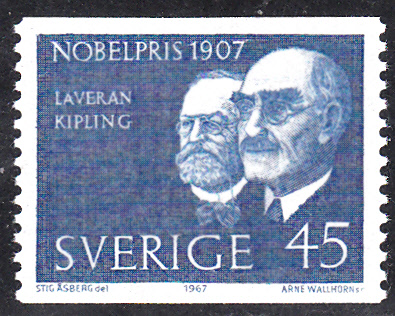 NOBELPRIS 1907
LAVERAN
KIPLING
SVERIGE 45
STIG ÅSBERG del 1967 ARNE WALLHORN sc